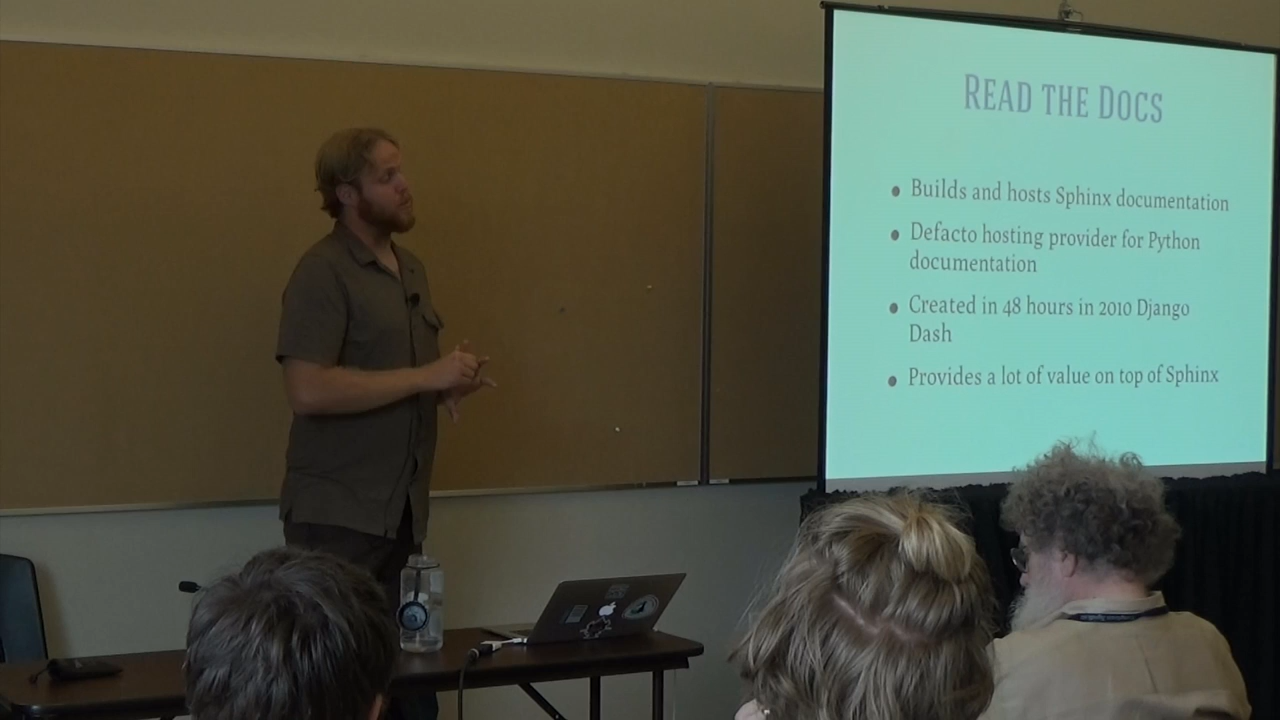 READ THE DOCS
• Builds and hosts Sphinx documentation
• Defacto hosting provider for Python
documentation
• Created in 48 hours in 2010 Django
Dash
• Provides a lot of value on top of Sphinx